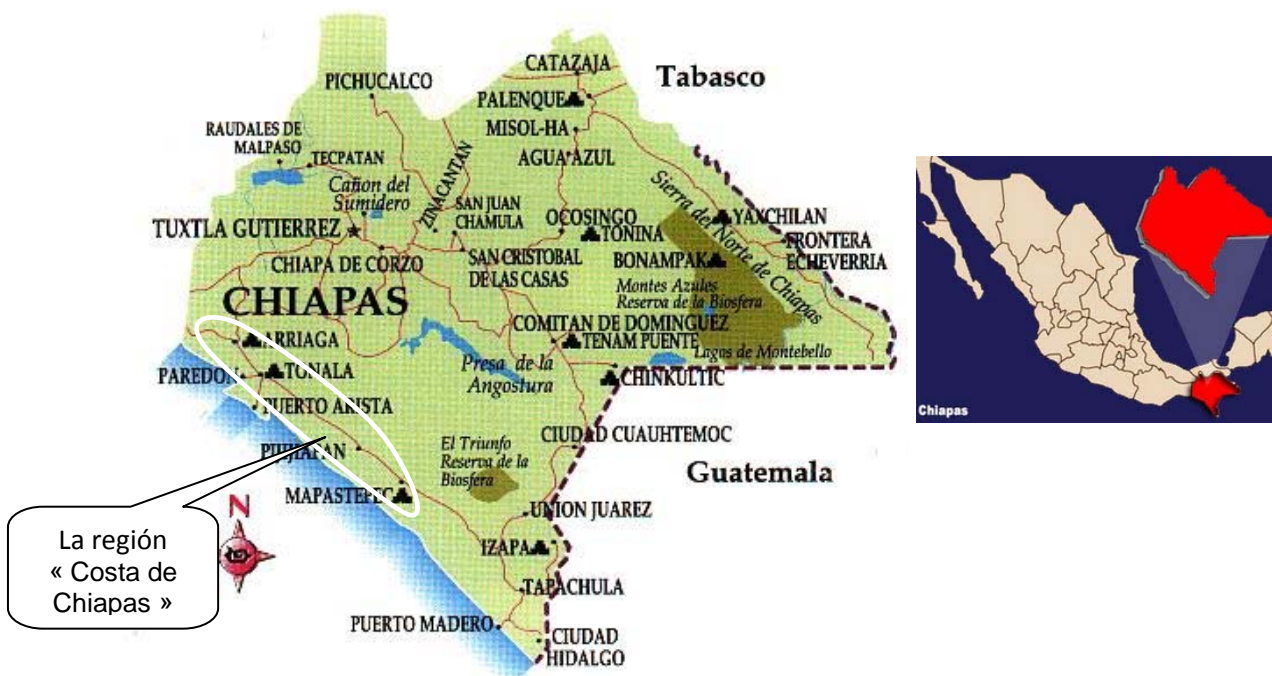 CATAZAJA
Tabasco
PICHUCALCO
PALENQUE
MISOL-HA
RAUDALES DE
MALPASO
TECPATAN
AGUA AZUL
Cañon del
Sumidero
ZINACANTAN
SAN JUAN
CHAMULA
OCOSINGO
TONINA
Sierra del Norte de Chiapas
YAXCHILAN
TUXTLA GUTIERREZ
FRONTERA
ECHEVERRIA
CHIAPA DE CORZO
SAN CRISTOBAL
DE LAS CASAS
BONAMPAK
Montes Azules
Reserva de la Biosfera
CHIAPAS
COMITAN DE DOMINGUEZ
TENAM PUENTE
Lagos de Montebello
ARRIAGA
PAREDON
TONALA
Presa de la
Angostura
CHINKULTIC
PUERTO ARISTA
PIJIJIAPAN
El Triunfo
Reserva de la
Biosfera
CIUDAD CUAUHTEMOC
Guatemala
MAPASTEPEC
UNION JUAREZ
N
IZAPA
TAPACHULA
PUERTO MADERO
CIUDAD
HIDALGO
La región
« Costa de
Chiapas »
Chiapas